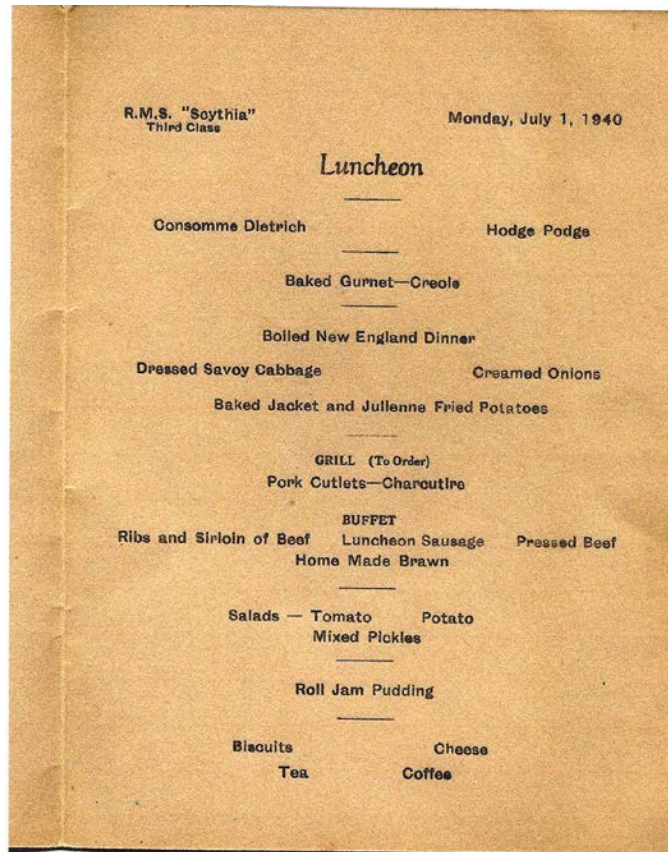 R.M.S. "Scythia" Monday, July 1, 1940
Third Class
Luncheon
Consomme Dietrich Hodge Podge
Baked Gurnet—Creole
Boiled New England Dinner
Dressed Savoy Cabbage Creamed Onions
Baked Jacket and Julienne Fried Potatoes
GRILL (To Order)
Pork Cutlets—Charcutire
BUFFET
Ribs and Sirloin of Beef Luncheon Sausage Pressed Beef
Home Made Brawn
Salads — Tomato Potato
Mixed Pickles
Roll Jam Pudding
Biscuits Cheese
Tea Coffee